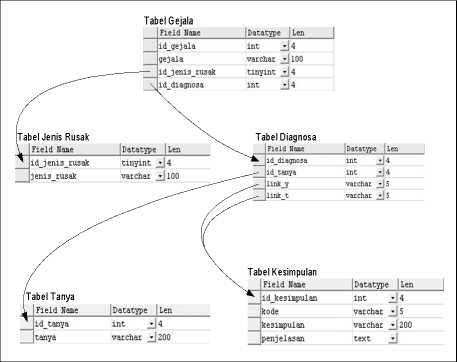 Tabel Gejala
Field Name Datatype Len
id_gejala int 4
gejala varchar 100
id_jenis_rusak tinyint 4
id_diagnosa int 4
Tabel Jenis Rusak
Field Name Datatype Len
id_jenis_rusak tinyint 4
jenis_rusak varchar 100
Tabel Diagnosa
Field Name Datatype Len
id_diagnosa int 4
id_tanya int 4
link_y varchar 5
link_t varchar 5
Tabel Tanya
Field Name Datatype Len
id_tanya int 4
tanya varchar 200
Tabel Kesimpulan
Field Name Datatype Len
id_kesimpulan int 4
kode varchar 5
kesimpulan varchar 200
penjelasan text